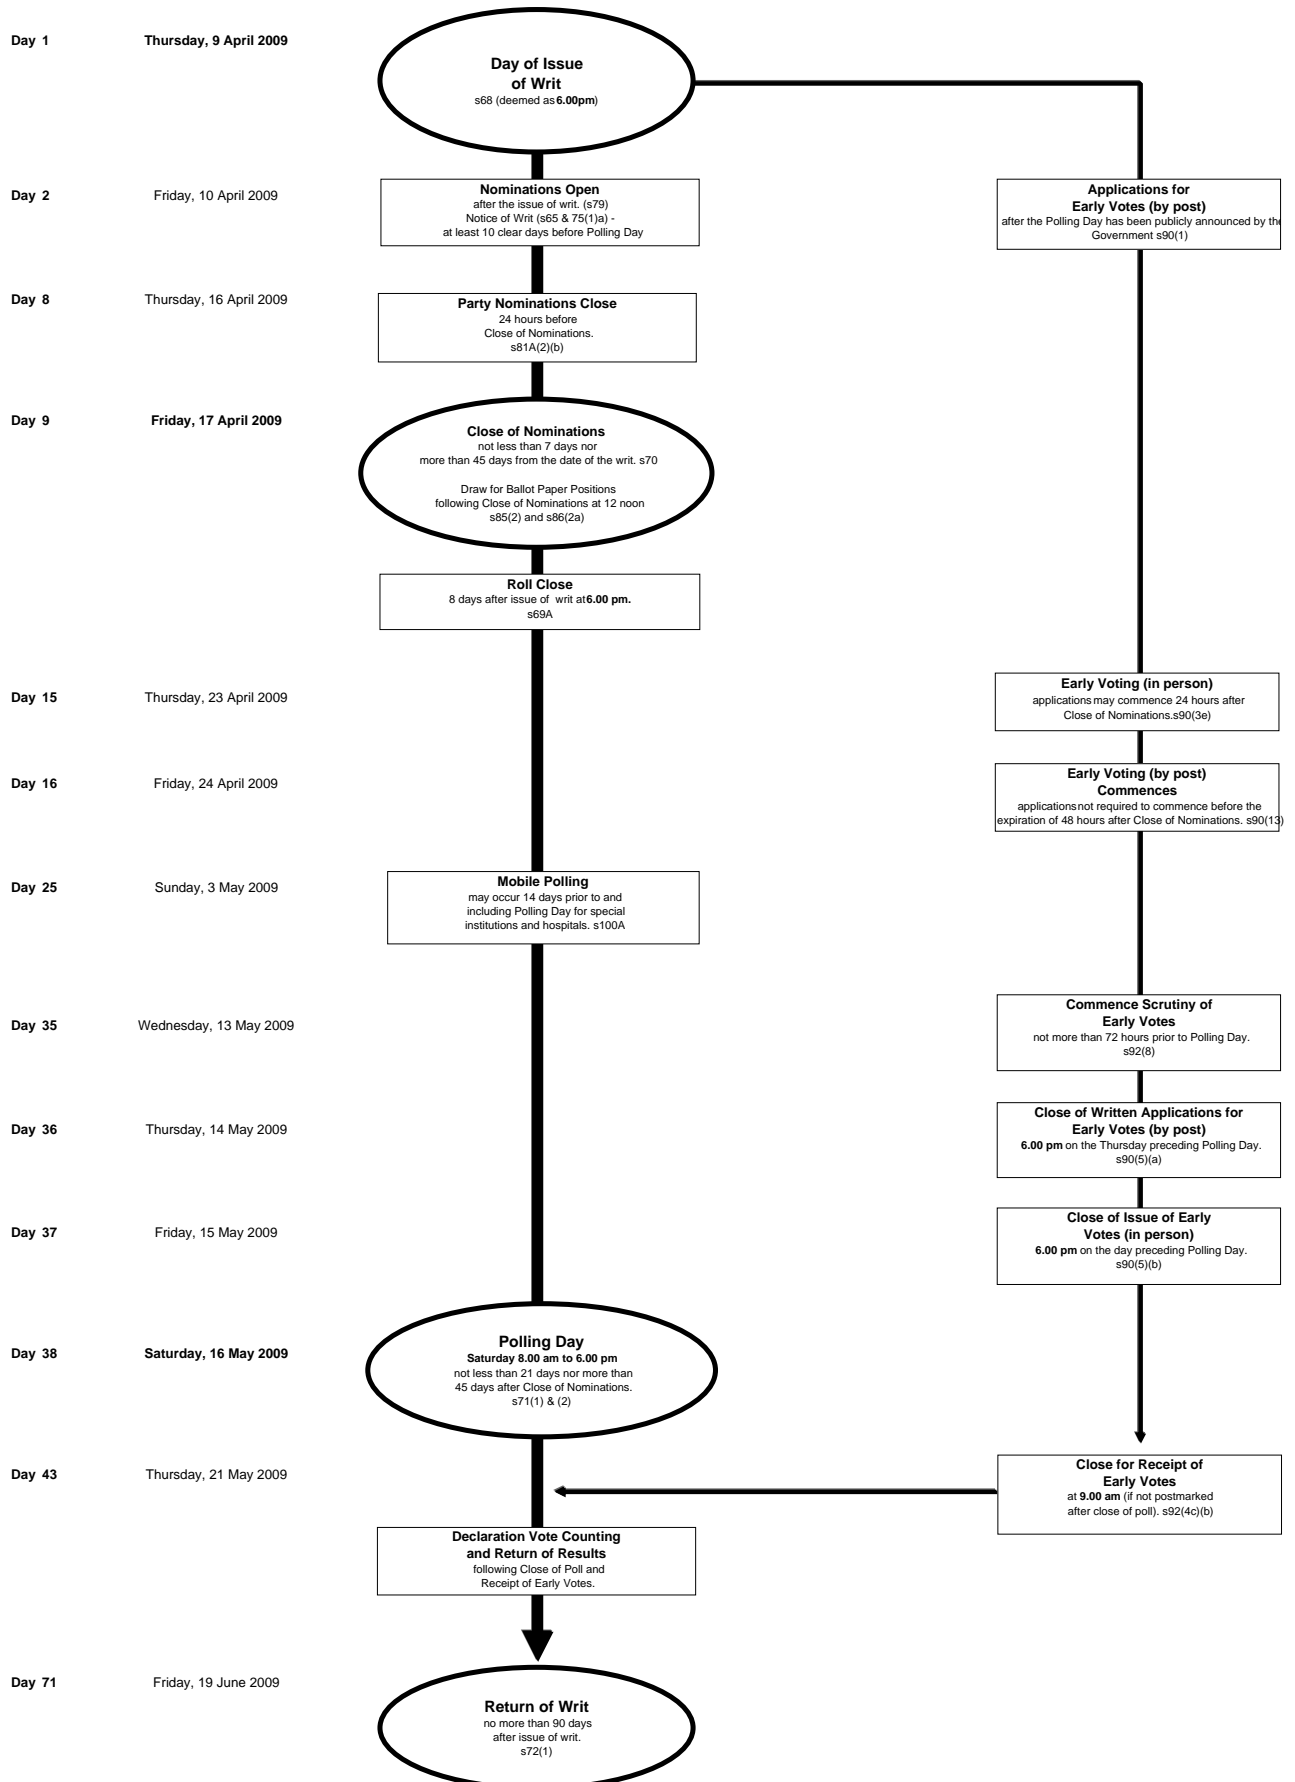 Day 1 Thursday, 9 April 2009
Day of Issue
of Writ
s68 (deemed as 6.00pm)
Day 2 Friday, 10 April 2009
Nominations Open
after the issue of writ. (s79)
Notice of Writ (s65 & 75(1)a) -
at least 10 clear days before Polling Day
Applications for
Early Votes (by post)
after the Polling Day has been publicly announced by the
Government s90(1)
Day 8 Thursday, 16 April 2009
Party Nominations Close
24 hours before
Close of Nominations.
s81A(2)(b)
Day 9 Friday, 17 April 2009
Close of Nominations
not less than 7 days nor
more than 45 days from the date of the writ. s70
Draw for Ballot Paper Positions
following Close of Nominations at 12 noon
s85(2) and s86(2a)
Roll Close
8 days after issue of writ at 6.00 pm.
s69A
Day 15 Thursday, 23 April 2009
Early Voting (in person)
applications may commence 24 hours after
Close of Nominations.s90(3e)
Day 16 Friday, 24 April 2009
Early Voting (by post)
Commences
applications not required to commence before the
expiration of 48 hours after Close of Nominations. s90(13)
Day 25 Sunday, 3 May 2009
Mobile Polling
may occur 14 days prior to and
including Polling Day for special
institutions and hospitals. s100A
Day 35 Wednesday, 13 May 2009
Commence Scrutiny of
Early Votes
not more than 72 hours prior to Polling Day.
s92(8)
Day 36 Thursday, 14 May 2009
Close of Written Applications for
Early Votes (by post)
6.00 pm on the Thursday preceding Polling Day.
s90(5)(a)
Day 37 Friday, 15 May 2009
Close of Issue of Early
Votes (in person)
6.00 pm on the day preceding Polling Day.
s90(5)(b)
Day 38 Saturday, 16 May 2009
Polling Day
Saturday 8.00 am to 6.00 pm
not less than 21 days nor more than
45 days after Close of Nominations.
s71(1) & (2)
Day 43 Thursday, 21 May 2009
Close for Receipt of
Early Votes
at 9.00 am (if not postmarked
after close of poll). s92(4c)(b)
Declaration Vote Counting
and Return of Results
following Close of Poll and
Receipt of Early Votes.
Day 71 Friday, 19 June 2009
Return of Writ
no more than 90 days
after issue of writ.
s72(1)